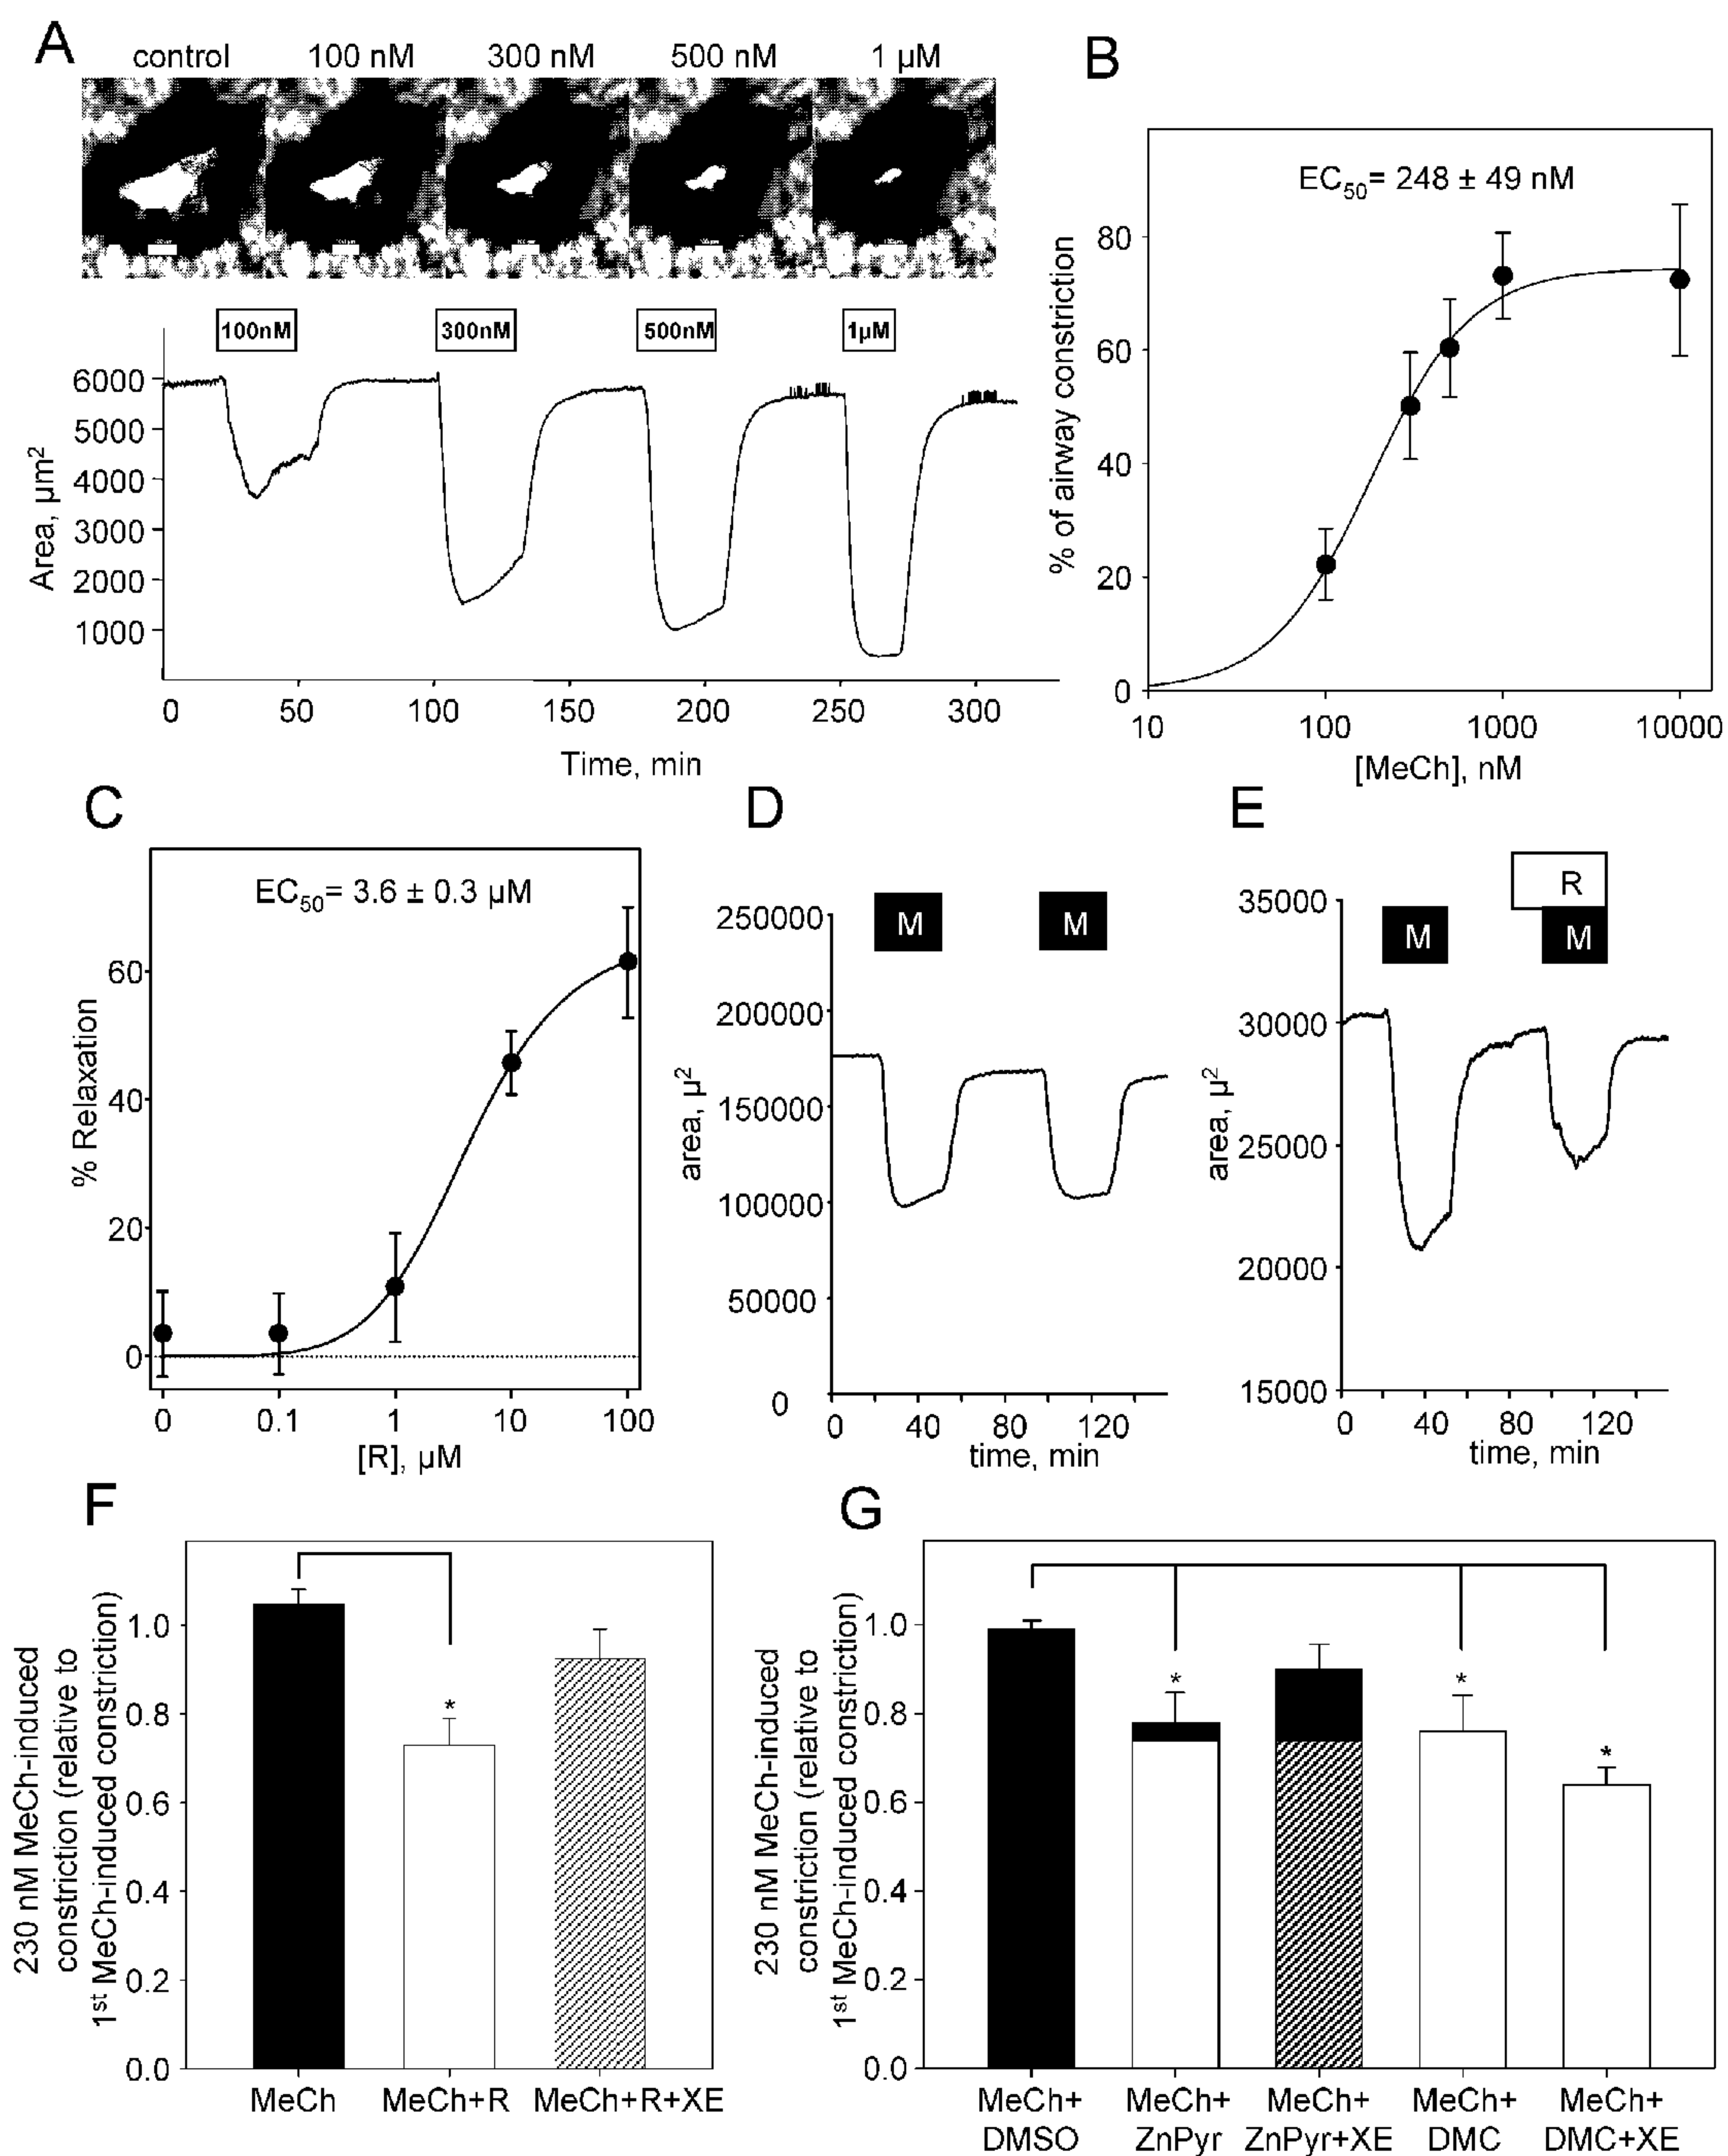 A
control 100 nM 300 nM 500 nM 1 µM
100nM 300nM 500nM 1µM
6000
5000
4000
3000
2000
1000
Area, µm²
0 50 100 150 200 250 300
Time, min
B
EC50= 248 ± 49 nM
80
60
40
20
0
% of airway constriction
10 100 1000 10000
[MeCh], nM
C
EC50= 3.6 ± 0.3 µM
60
40
20
0
% Relaxation
0 0.1 1 10 100
[R], µM
D
M M
250000
200000
150000
100000
50000
0
area, µ²
0 40 80 120
time, min
E
R
M M
35000
30000
25000
20000
15000
area, µ²
0 40 80 120
time, min
F
230 nM MeCh-induced
constriction (relative to
1st MeCh-induced constriction)
1.0
0.8
0.6
0.4
0.2
0.0
*
MeCh MeCh+R MeCh+R+XE
G
230 nM MeCh-induced
constriction (relative to
1st MeCh-induced constriction)
1.0
0.8
0.6
0.4
0.2
0.0
* * *
MeCh+ MeCh+ MeCh+ MeCh+ MeCh+
DMSO ZnPyr ZnPyr+XE DMC DMC+XE